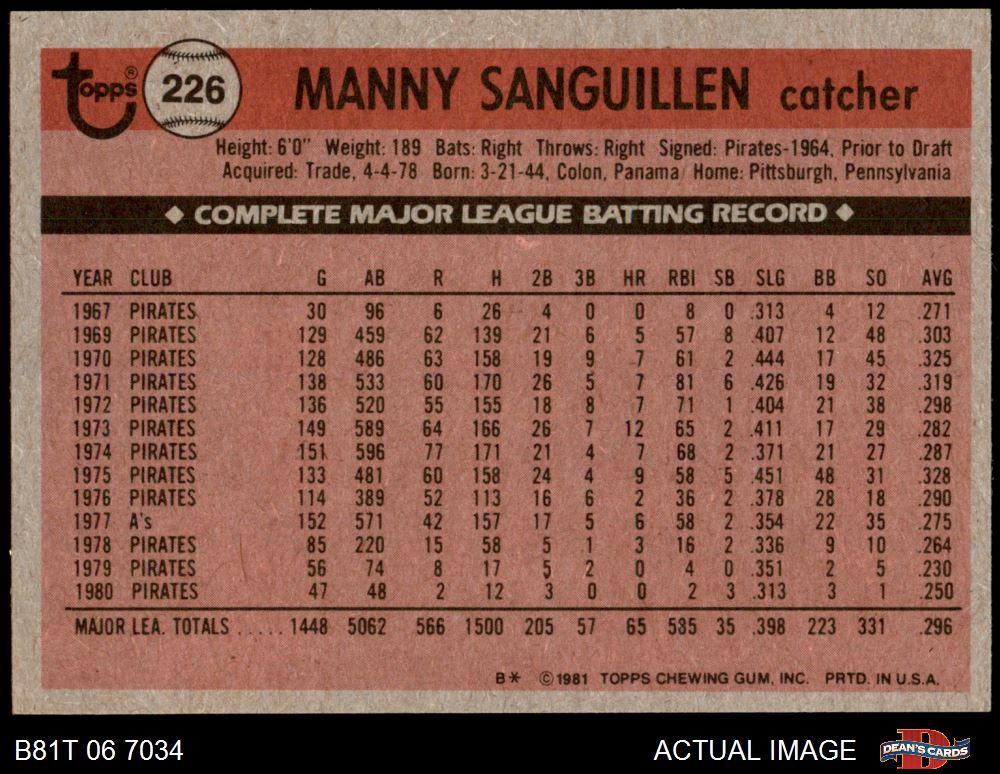 topps® 226 MANNY SANGUILLEN catcher
Height: 6'0" Weight: 189 Bats: Right Throws: Right Signed: Pirates-1964, Prior to Draft
Acquired: Trade, 4-4-78 Born: 3-21-44, Colon, Panama Home: Pittsburgh, Pennsylvania
◆ COMPLETE MAJOR LEAGUE BATTING RECORD ◆
YEAR CLUB G AB R H 2B 3B HR RBI SB SLG BB SO AVG
1967 PIRATES 30 96 6 26 4 0 0 8 0 .313 4 12 .271
1969 PIRATES 129 459 62 139 21 6 5 57 8 .407 12 48 .303
1970 PIRATES 128 486 63 158 19 9 7 61 2 .444 17 45 .325
1971 PIRATES 138 533 60 170 26 5 7 81 6 .426 19 32 .319
1972 PIRATES 136 520 55 155 18 8 7 71 1 .404 21 38 .298
1973 PIRATES 149 589 64 166 26 7 12 65 2 .411 17 29 .282
1974 PIRATES 151 596 77 171 21 4 7 68 2 .371 21 27 .287
1975 PIRATES 133 481 60 158 24 4 9 58 5 .451 48 31 .328
1976 PIRATES 114 389 52 113 16 6 2 36 2 .378 28 18 .290
1977 A's 152 571 42 157 17 5 6 58 2 .354 22 35 .275
1978 PIRATES 85 220 15 58 5 1 3 16 2 .336 9 10 .264
1979 PIRATES 56 74 8 17 5 2 0 4 0 .351 2 5 .230
1980 PIRATES 47 48 2 12 3 0 0 2 3 .313 3 1 .250
MAJOR LEA. TOTALS ..... 1448 5062 566 1500 205 57 65 585 35 .398 223 331 .296
B* ©1981 TOPPS CHEWING GUM, INC. PRTD. IN U.S.A.
B81T 06 7034 ACTUAL IMAGE B DEAN'S CARDS